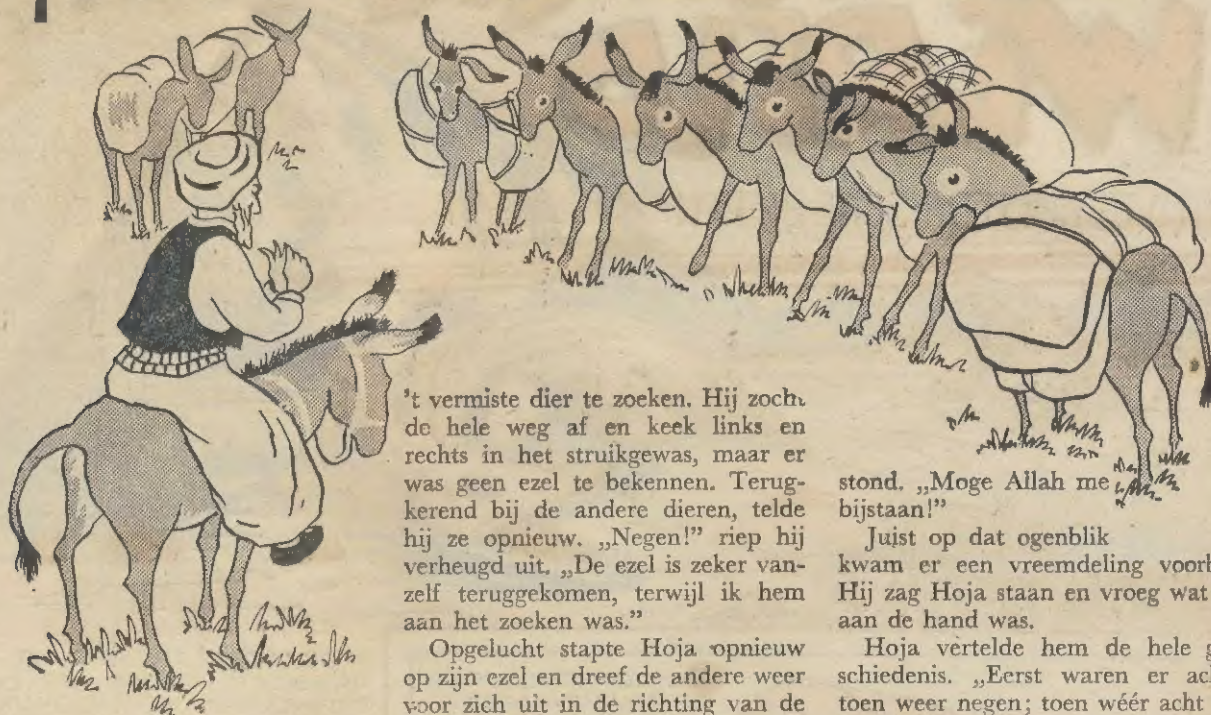 't vermiste dier te zoeken. Hij zocht
de hele weg af en keek links en
rechts in het struikgewas, maar er
was geen ezel te bekennen. Terug-
kerend bij de andere dieren, telde
hij ze opnieuw. „Negen!” riep hij
verheugd uit. „De ezel is zeker van-
zelf teruggekomen, terwijl ik hem
aan het zoeken was.”
Opgelucht stapte Hoja opnieuw
op zijn ezel en dreef de andere weer
voor zich uit in de richting van de
stond. „Moge Allah me
bijstaan!”
Juist op dat ogenblik
kwam er een vreemdeling voorb
Hij zag Hoja staan en vroeg wat
aan de hand was.
Hoja vertelde hem de hele g
schiedenis. „Eerst waren er ach
toen weer negen; toen wéér acht